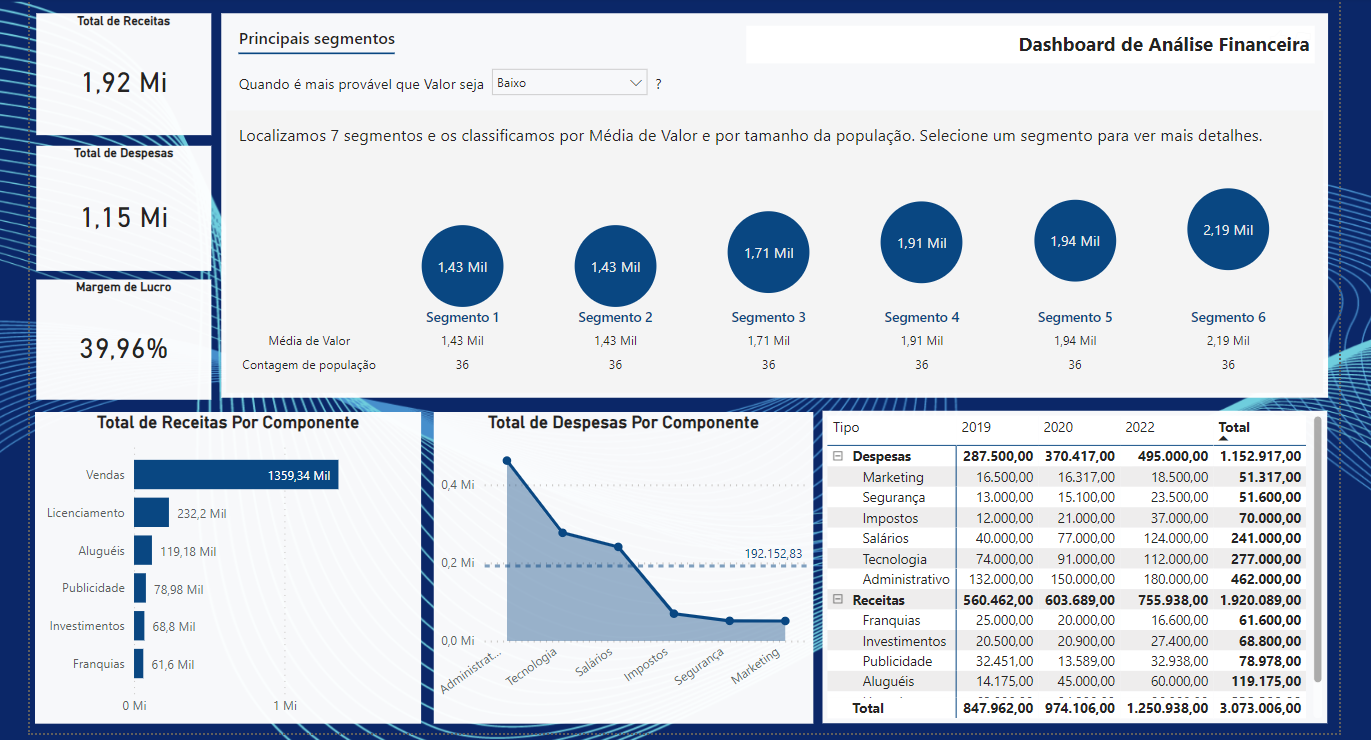 Total de Receitas
1,92 Mi
Total de Despesas
1,15 Mi
Margem de Lucro
39,96%
Principais segmentos
Dashboard de Análise Financeira
Quando é mais provável que Valor seja Baixo ?
Localizamos 7 segmentos e os classificamos por Média de Valor e por tamanho da população. Selecione um segmento para ver mais detalhes.
1,43 Mil 1,43 Mil 1,71 Mil 1,91 Mil 1,94 Mil 2,19 Mil
Segmento 1 Segmento 2 Segmento 3 Segmento 4 Segmento 5 Segmento 6
Média de Valor 1,43 Mil 1,43 Mil 1,71 Mil 1,91 Mil 1,94 Mil 2,19 Mil
Contagem de população 36 36 36 36 36 36
Total de Receitas Por Componente
Vendas 1359,34 Mil
Licenciamento 232,2 Mil
Aluguéis 119,18 Mil
Publicidade 78,98 Mil
Investimentos 68,8 Mil
Franquias 61,6 Mil
0 Mi 1 Mi
Total de Despesas Por Componente
0,4 Mi
0,2 Mi
0,0 Mi
192.152,83
Administrat... Tecnologia Salários Impostos Segurança Marketing
Tipo 2019 2020 2022 Total
Despesas 287.500,00 370.417,00 495.000,00 1.152.917,00
Marketing 16.500,00 16.317,00 18.500,00 51.317,00
Segurança 13.000,00 15.100,00 23.500,00 51.600,00
Impostos 12.000,00 21.000,00 37.000,00 70.000,00
Salários 40.000,00 77.000,00 124.000,00 241.000,00
Tecnologia 74.000,00 91.000,00 112.000,00 277.000,00
Administrativo 132.000,00 150.000,00 180.000,00 462.000,00
Receitas 560.462,00 603.689,00 755.938,00 1.920.089,00
Franquias 25.000,00 20.000,00 16.600,00 61.600,00
Investimentos 20.500,00 20.900,00 27.400,00 68.800,00
Publicidade 32.451,00 13.589,00 32.938,00 78.978,00
Aluguéis 14.175,00 45.000,00 60.000,00 119.175,00
Total 847.962,00 974.106,00 1.250.938,00 3.073.006,00